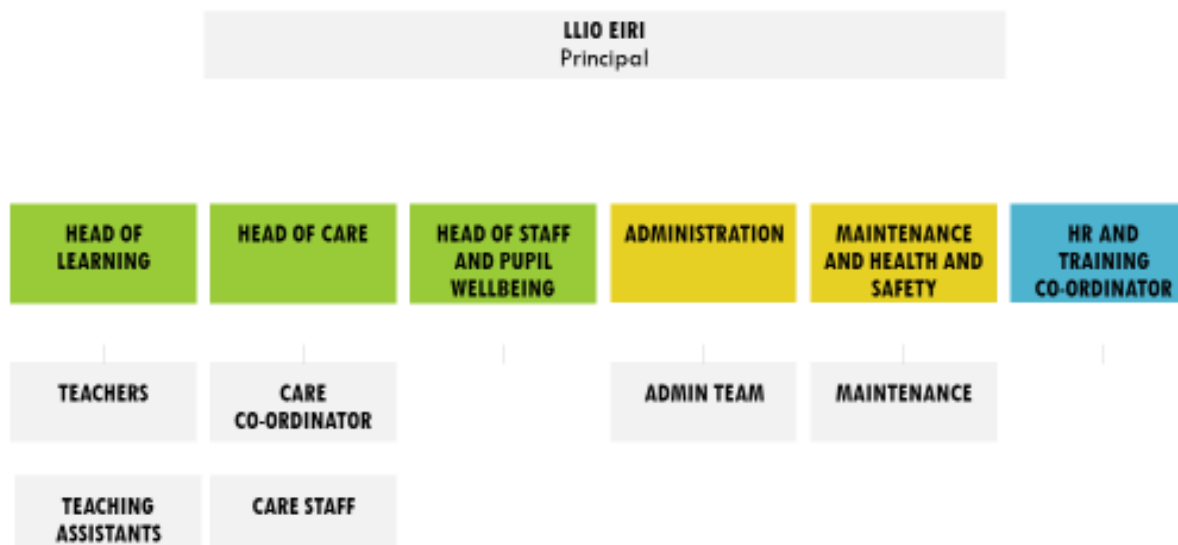 LLIO EIRI
Principal
HEAD OF
LEARNING
HEAD OF CARE
HEAD OF STAFF
AND PUPIL
WELLBEING
ADMINISTRATION
MAINTENANCE
AND HEALTH AND
SAFETY
HR AND
TRAINING
CO-ORDINATOR
TEACHERS
CARE
CO-ORDINATOR
ADMIN TEAM
MAINTENANCE
TEACHING
ASSISTANTS
CARE STAFF